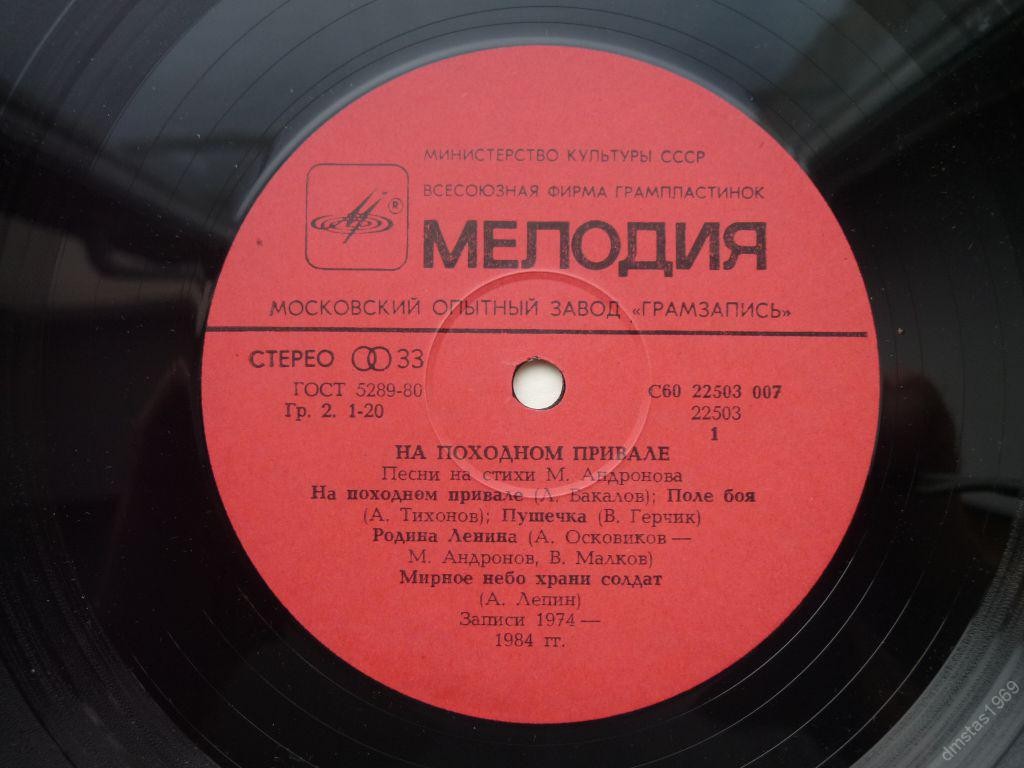 МИНИСТЕРСТВО КУЛЬТУРЫ СССР
ВСЕСОЮЗНАЯ ФИРМА ГРАМПЛАСТИНОК
®
МЕЛОДИЯ
МОСКОВСКИЙ ОПЫТНЫЙ ЗАВОД «ГРАМЗАПИСЬ»
СТЕРЕО 33
ГОСТ 5289-80
Гр. 2. 1-20
С60 22503 007
22503
1
НА ПОХОДНОМ ПРИВАЛЕ
Песни на стихи М. Андронова
На походном привале (А. Бакалов); Поле боя
(А. Тихонов); Пушечка (В. Герчик)
Родина Ленина (А. Осковиков —
М. Андронов, В. Малков)
Мирное небо храни солдат
(А. Лепин)
Записи 1974 —
1984 гг.
dmstas1969